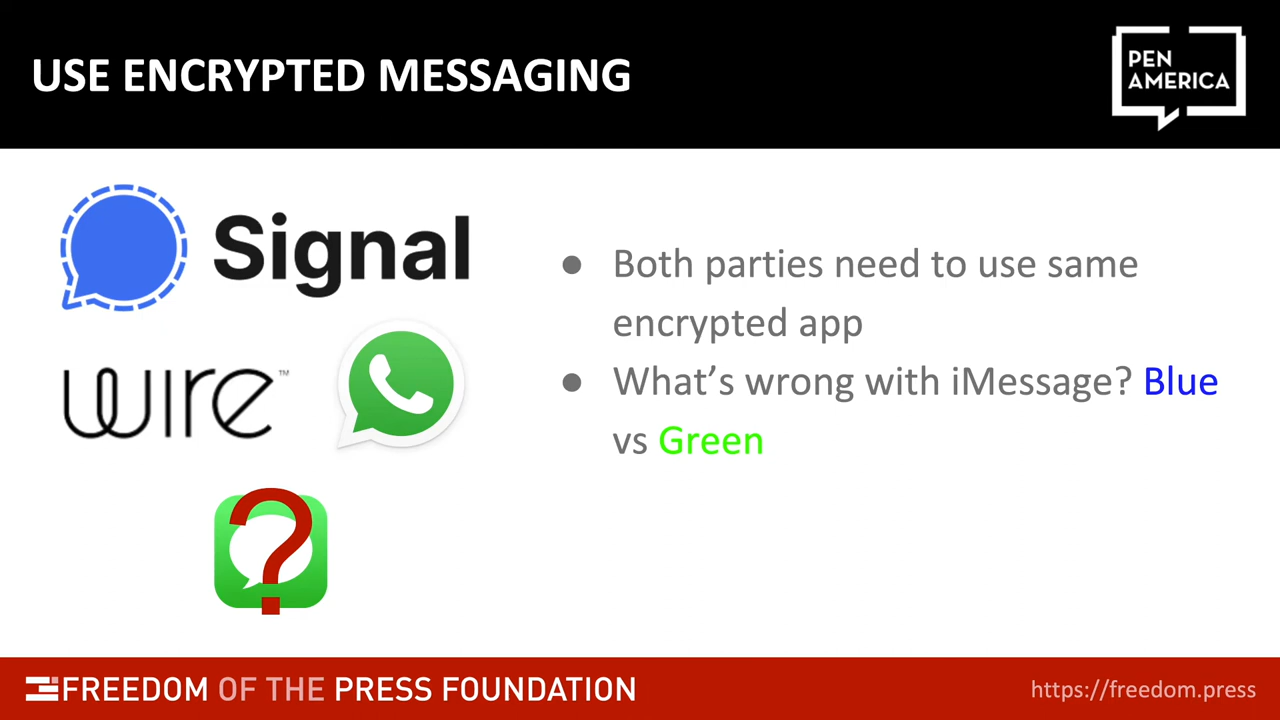 USE ENCRYPTED MESSAGING
PEN
AMERICA
Signal
wire™
?
● Both parties need to use same
encrypted app
● What’s wrong with iMessage? Blue
vs Green
FREEDOM OF THE PRESS FOUNDATION
https://freedom.press